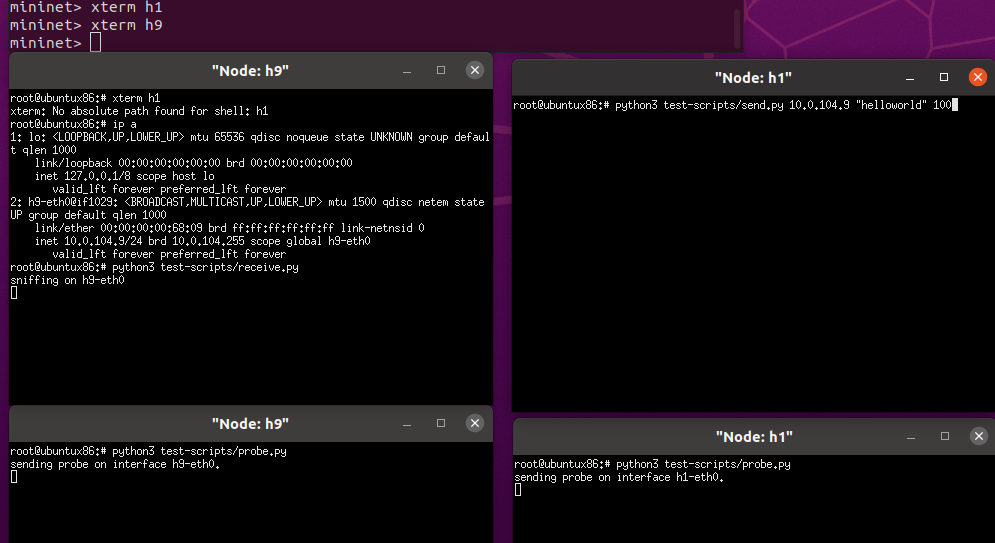 mininet> xterm h1
mininet> xterm h9
mininet>
"Node: h9"
root@ubuntux86:# xterm h1
xterm: No absolute path found for shell: h1
root@ubuntux86:# ip a
1: lo: <LOOPBACK,UP,LOWER_UP> mtu 65536 qdisc noqueue state UNKNOWN group defaul
t qlen 1000
    link/loopback 00:00:00:00:00:00 brd 00:00:00:00:00:00
    inet 127.0.0.1/8 scope host lo
       valid_lft forever preferred_lft forever
2: h9-eth0@if1029: <BROADCAST,MULTICAST,UP,LOWER_UP> mtu 1500 qdisc netem state
UP group default qlen 1000
    link/ether 00:00:00:00:68:09 brd ff:ff:ff:ff:ff:ff link-netnsid 0
    inet 10.0.104.9/24 brd 10.0.104.255 scope global h9-eth0
       valid_lft forever preferred_lft forever
root@ubuntux86:# python3 test-scripts/receive.py
sniffing on h9-eth0
"Node: h1"
root@ubuntux86:# python3 test-scripts/send.py 10.0.104.9 "helloworld" 100
"Node: h9"
root@ubuntux86:# python3 test-scripts/probe.py
sending probe on interface h9-eth0.
"Node: h1"
root@ubuntux86:# python3 test-scripts/probe.py
sending probe on interface h1-eth0.